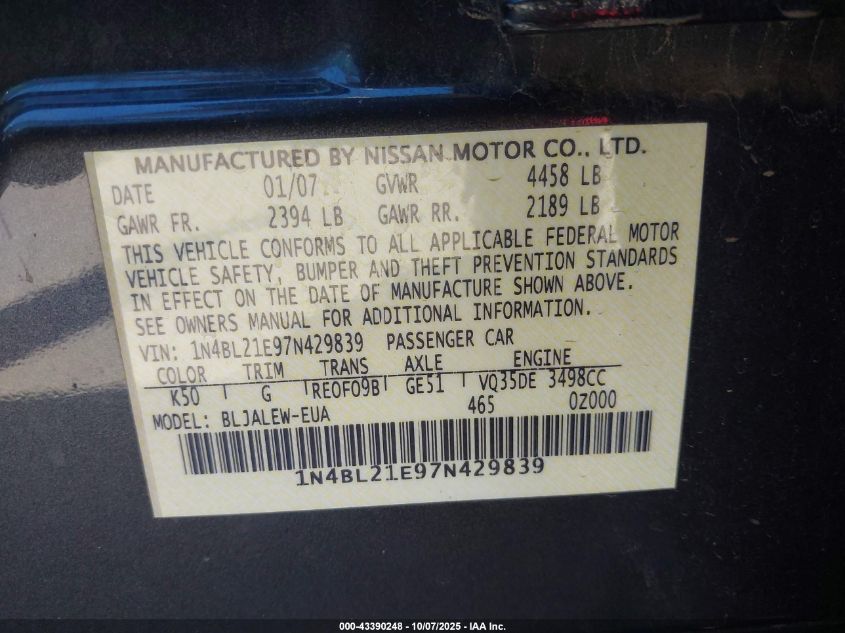 MANUFACTURED BY NISSAN MOTOR CO., LTD.
DATE 01/07 GVWR 4458 LB
GAWR FR. 2394 LB GAWR RR. 2189 LB
THIS VEHICLE CONFORMS TO ALL APPLICABLE FEDERAL MOTOR
VEHICLE SAFETY, BUMPER AND THEFT PREVENTION STANDARDS
IN EFFECT ON THE DATE OF MANUFACTURE SHOWN ABOVE.
SEE OWNERS MANUAL FOR ADDITIONAL INFORMATION.
VIN: 1N4BL21E97N429839 PASSENGER CAR
COLOR TRIM TRANS AXLE ENGINE
K50 G RE0F09B GE51 VQ35DE 3498CC
MODEL: BLJALEW-EUA 465 0Z000
1N4BL21E97N429839
000-43390248 - 10/07/2025 - IAA Inc.